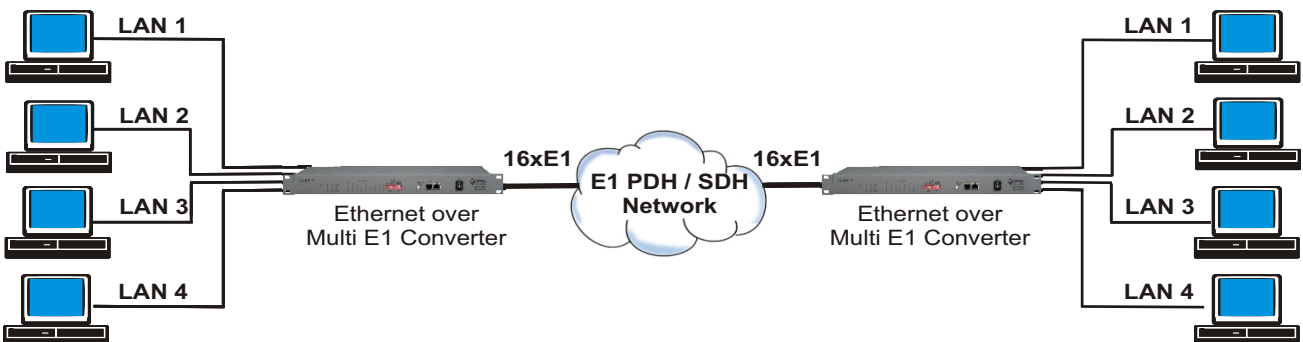 LAN 1
LAN 2
LAN 3
LAN 4
16xE1
Ethernet over
Multi E1 Converter
E1 PDH / SDH
Network
16xE1
Ethernet over
Multi E1 Converter
LAN 1
LAN 2
LAN 3
LAN 4